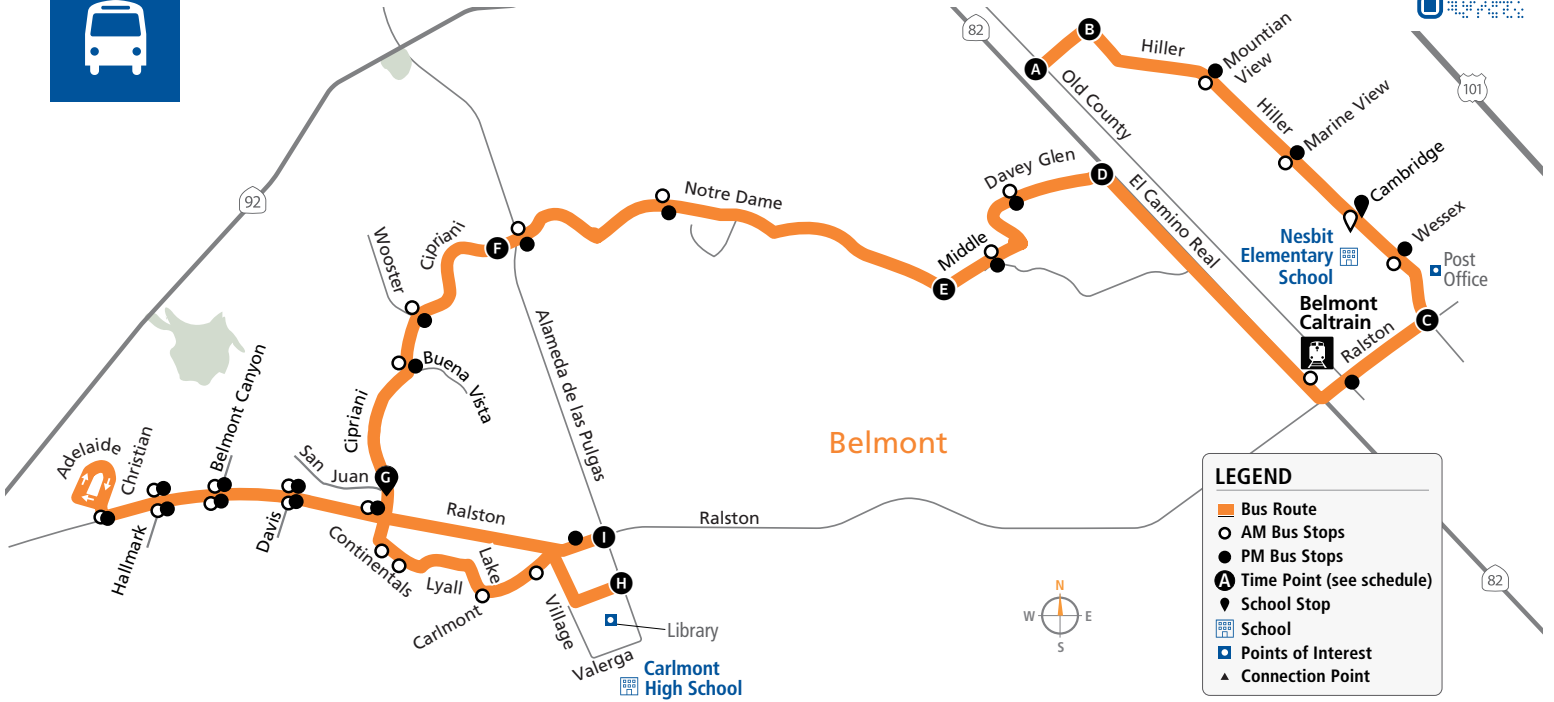 82
B
Hiller
Mountian
View
A
Old County
101
Hiller
Marine View
Davey Glen
D
Cambridge
92
Notre Dame
El Camino Real
Wessex
Wooster
Cipriani
F
Middle
Nesbit
Elementary
School
Post
Office
E
Belmont
Caltrain
C
Ralston
Alameda de las Pulgas
Buena Vista
Belmont Canyon
Cipriani
Belmont
Adelaide
Christian
San
Juan
G
LEGEND
Bus Route
AM Bus Stops
PM Bus Stops
A Time Point (see schedule)
School Stop
School
Points of Interest
Connection Point
Ralston
Ralston
I
Hallmark
Davis
Continentals
Lyall
Lake
H
82
Carlmont
Village
Library
N
W
E
S
Valerga
Carlmont
High School